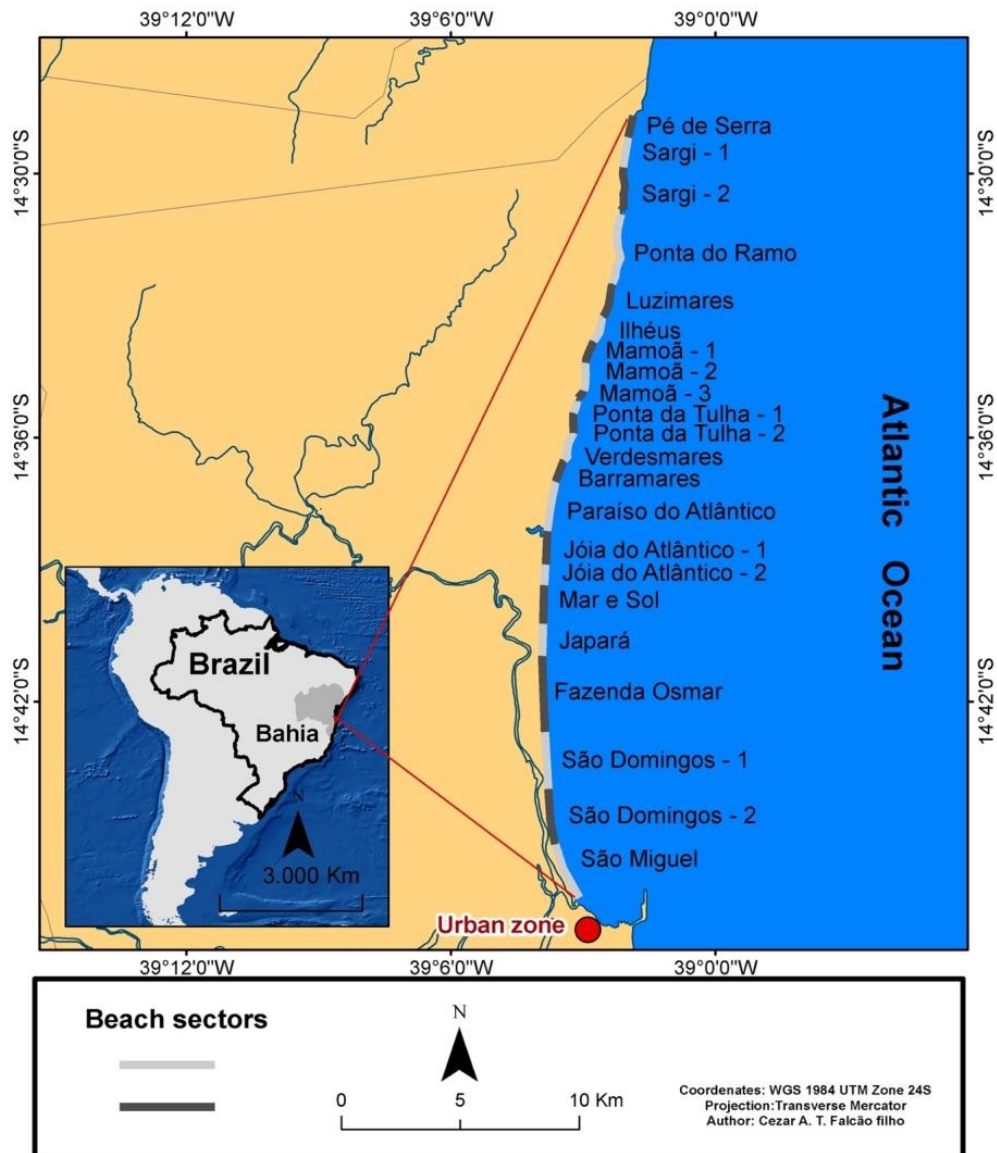 39°12'0"W
39°6'0"W
39°0'0"W
14°30'0"S
14°30'0"S
Pé de Serra
Sargi - 1
Sargi - 2
Ponta do Ramo
Luzimares
Ilhéus
Mamoã - 1
Mamoã - 2
Mamoã - 3
Ponta da Tulha - 1
Ponta da Tulha - 2
14°36'0"S
14°36'0"S
Verdesmares
Barramares
Paraíso do Atlântico
Jóia do Atlântico - 1
Jóia do Atlântico - 2
Mar e Sol
Japará
Fazenda Osmar
São Domingos - 1
São Domingos - 2
São Miguel
Atlantic Ocean
14°42'0"S
14°42'0"S
Brazil
Bahia
N
3.000 Km
Urban zone
39°12'0"W
39°6'0"W
39°0'0"W
Beach sectors
N
0 5 10 Km
Coordenates: WGS 1984 UTM Zone 24S
Projection:Transverse Mercator
Author: Cezar A. T. Falcão filho